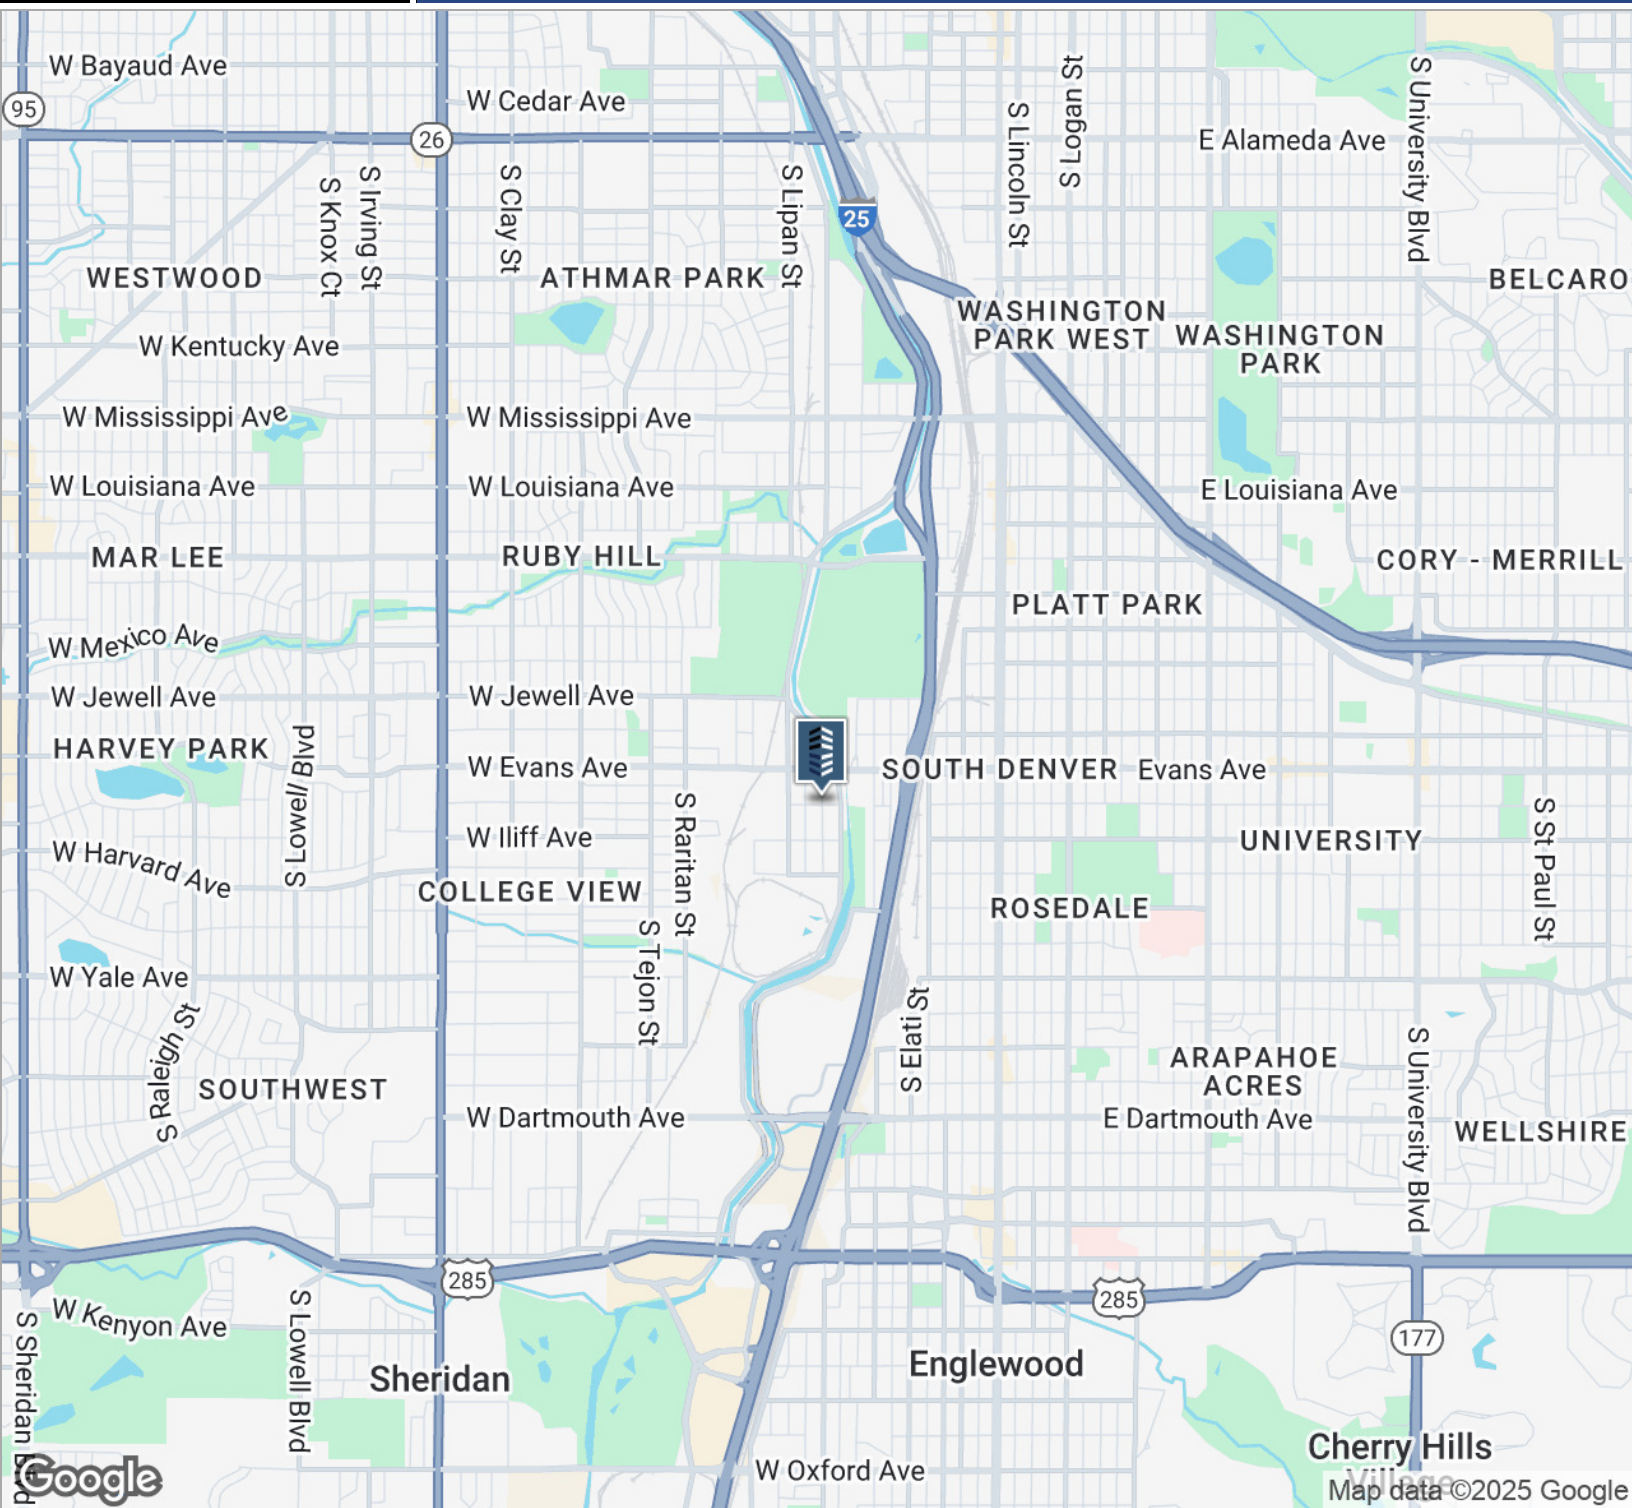 W Bayaud Ave
95
W Cedar Ave
26
E Alameda Ave
S University Blvd
S Logan St
S Lincoln St
S Knox Ct
S Irving St
S Clay St
S Lipan St
25
WESTWOOD
ATHMAR PARK
BELCARO
WASHINGTON
PARK WEST
WASHINGTON
PARK
W Kentucky Ave
W Mississippi Ave
W Mississippi Ave
W Louisiana Ave
W Louisiana Ave
E Louisiana Ave
MAR LEE
RUBY HILL
CORY - MERRILL
PLATT PARK
W Mexico Ave
W Jewell Ave
W Jewell Ave
HARVEY PARK
S Lowell Blvd
W Evans Ave
SOUTH DENVER
Evans Ave
W Iliff Ave
S Raritan St
UNIVERSITY
S St Paul St
W Harvard Ave
COLLEGE VIEW
ROSEDALE
S Tejon St
W Yale Ave
S Raleigh St
S Elati St
SOUTHWEST
ARAPAHOE
ACRES
S University Blvd
W Dartmouth Ave
E Dartmouth Ave
WELLSHIRE
285
285
W Kenyon Ave
S Sheridan Blvd
S Lowell Blvd
177
Sheridan
Englewood
Cherry Hills
Village
W Oxford Ave
Google
Map data ©2025 Google